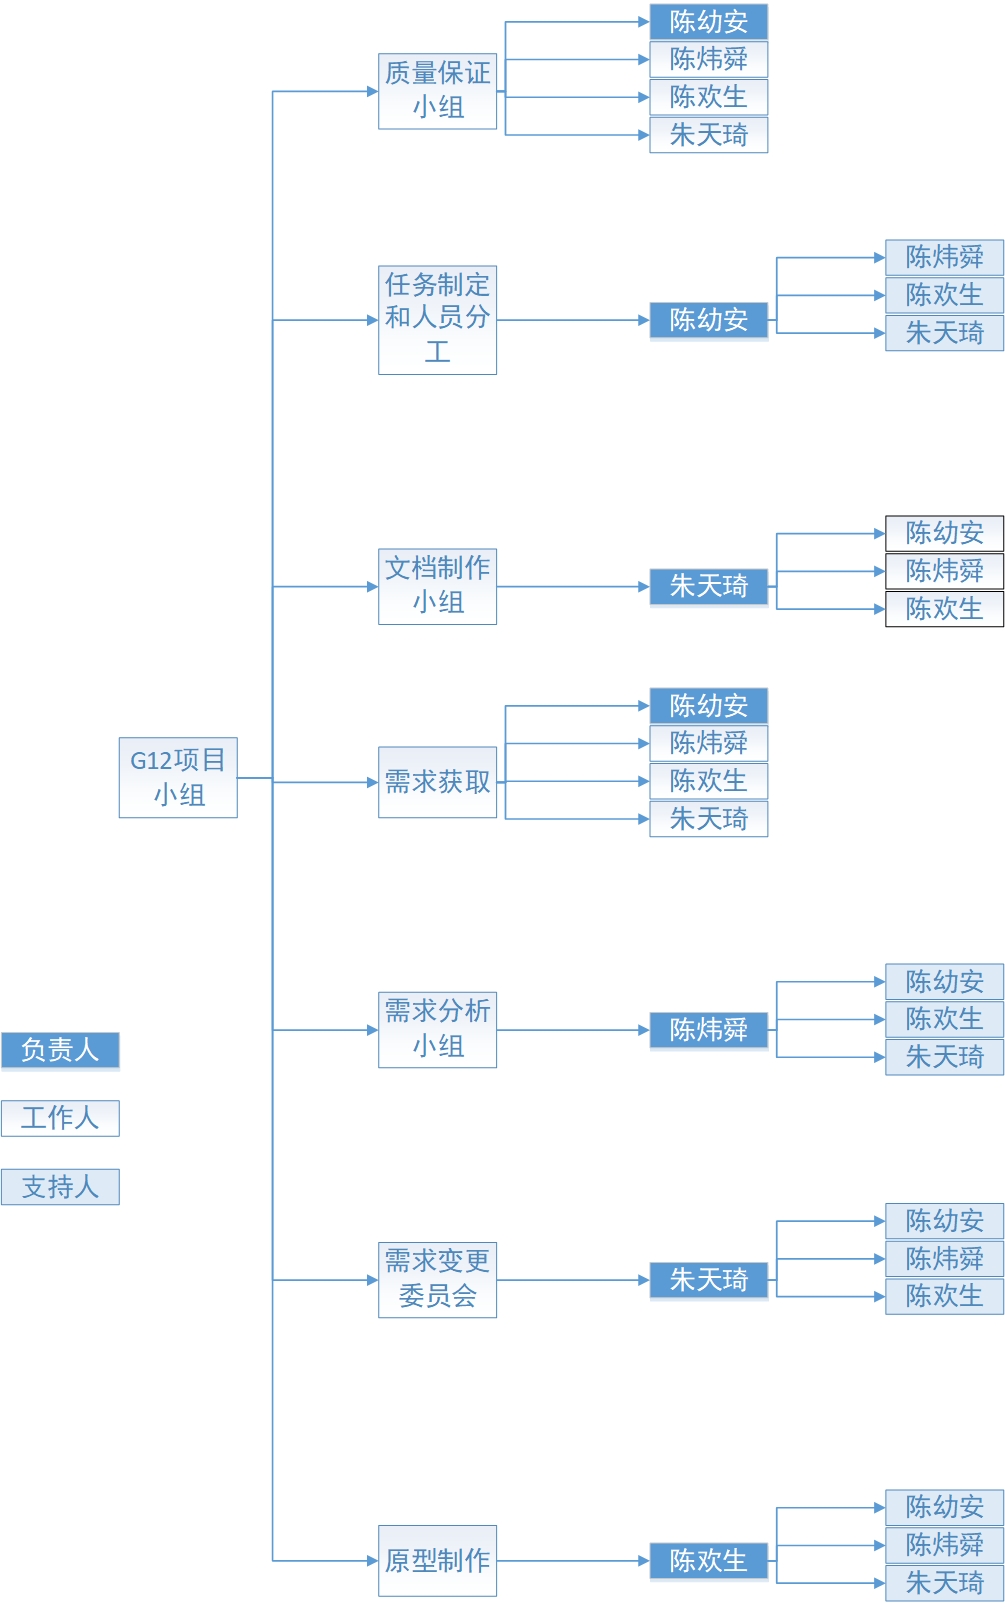 质量保证
小组
陈幼安
陈炜舜
陈欢生
朱天琦
任务制定
和人员分
工
陈幼安
陈炜舜
陈欢生
朱天琦
文档制作
小组
朱天琦
陈幼安
陈炜舜
陈欢生
G12项目
小组
需求获取
陈幼安
陈炜舜
陈欢生
朱天琦
需求分析
小组
陈炜舜
陈幼安
陈欢生
朱天琦
负责人
工作人
支持人
需求变更
委员会
朱天琦
陈幼安
陈炜舜
陈欢生
原型制作
陈欢生
陈幼安
陈炜舜
朱天琦